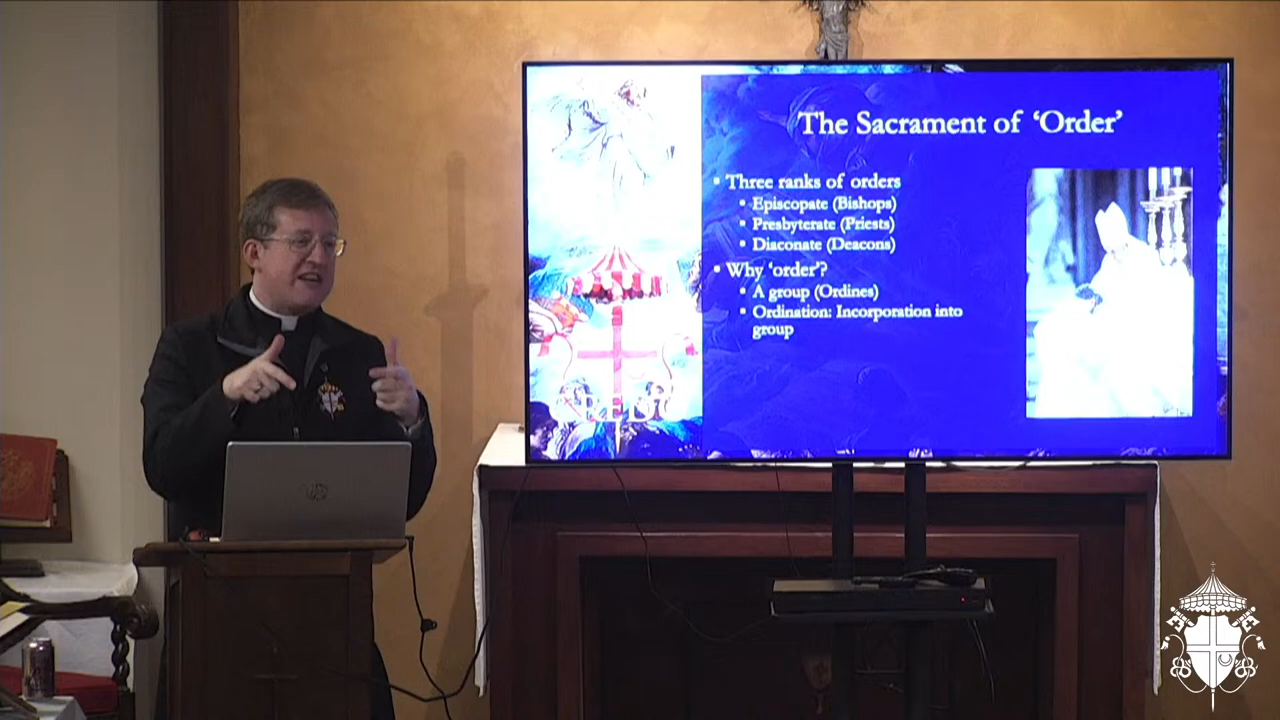 The Sacrament of ‘Order’
• Three ranks of orders
▪ Episcopate (Bishops)
▪ Presbyterate (Priests)
▪ Diaconate (Deacons)
• Why ‘order’?
▪ A group (Ordines)
▪ Ordination: Incorporation into
group